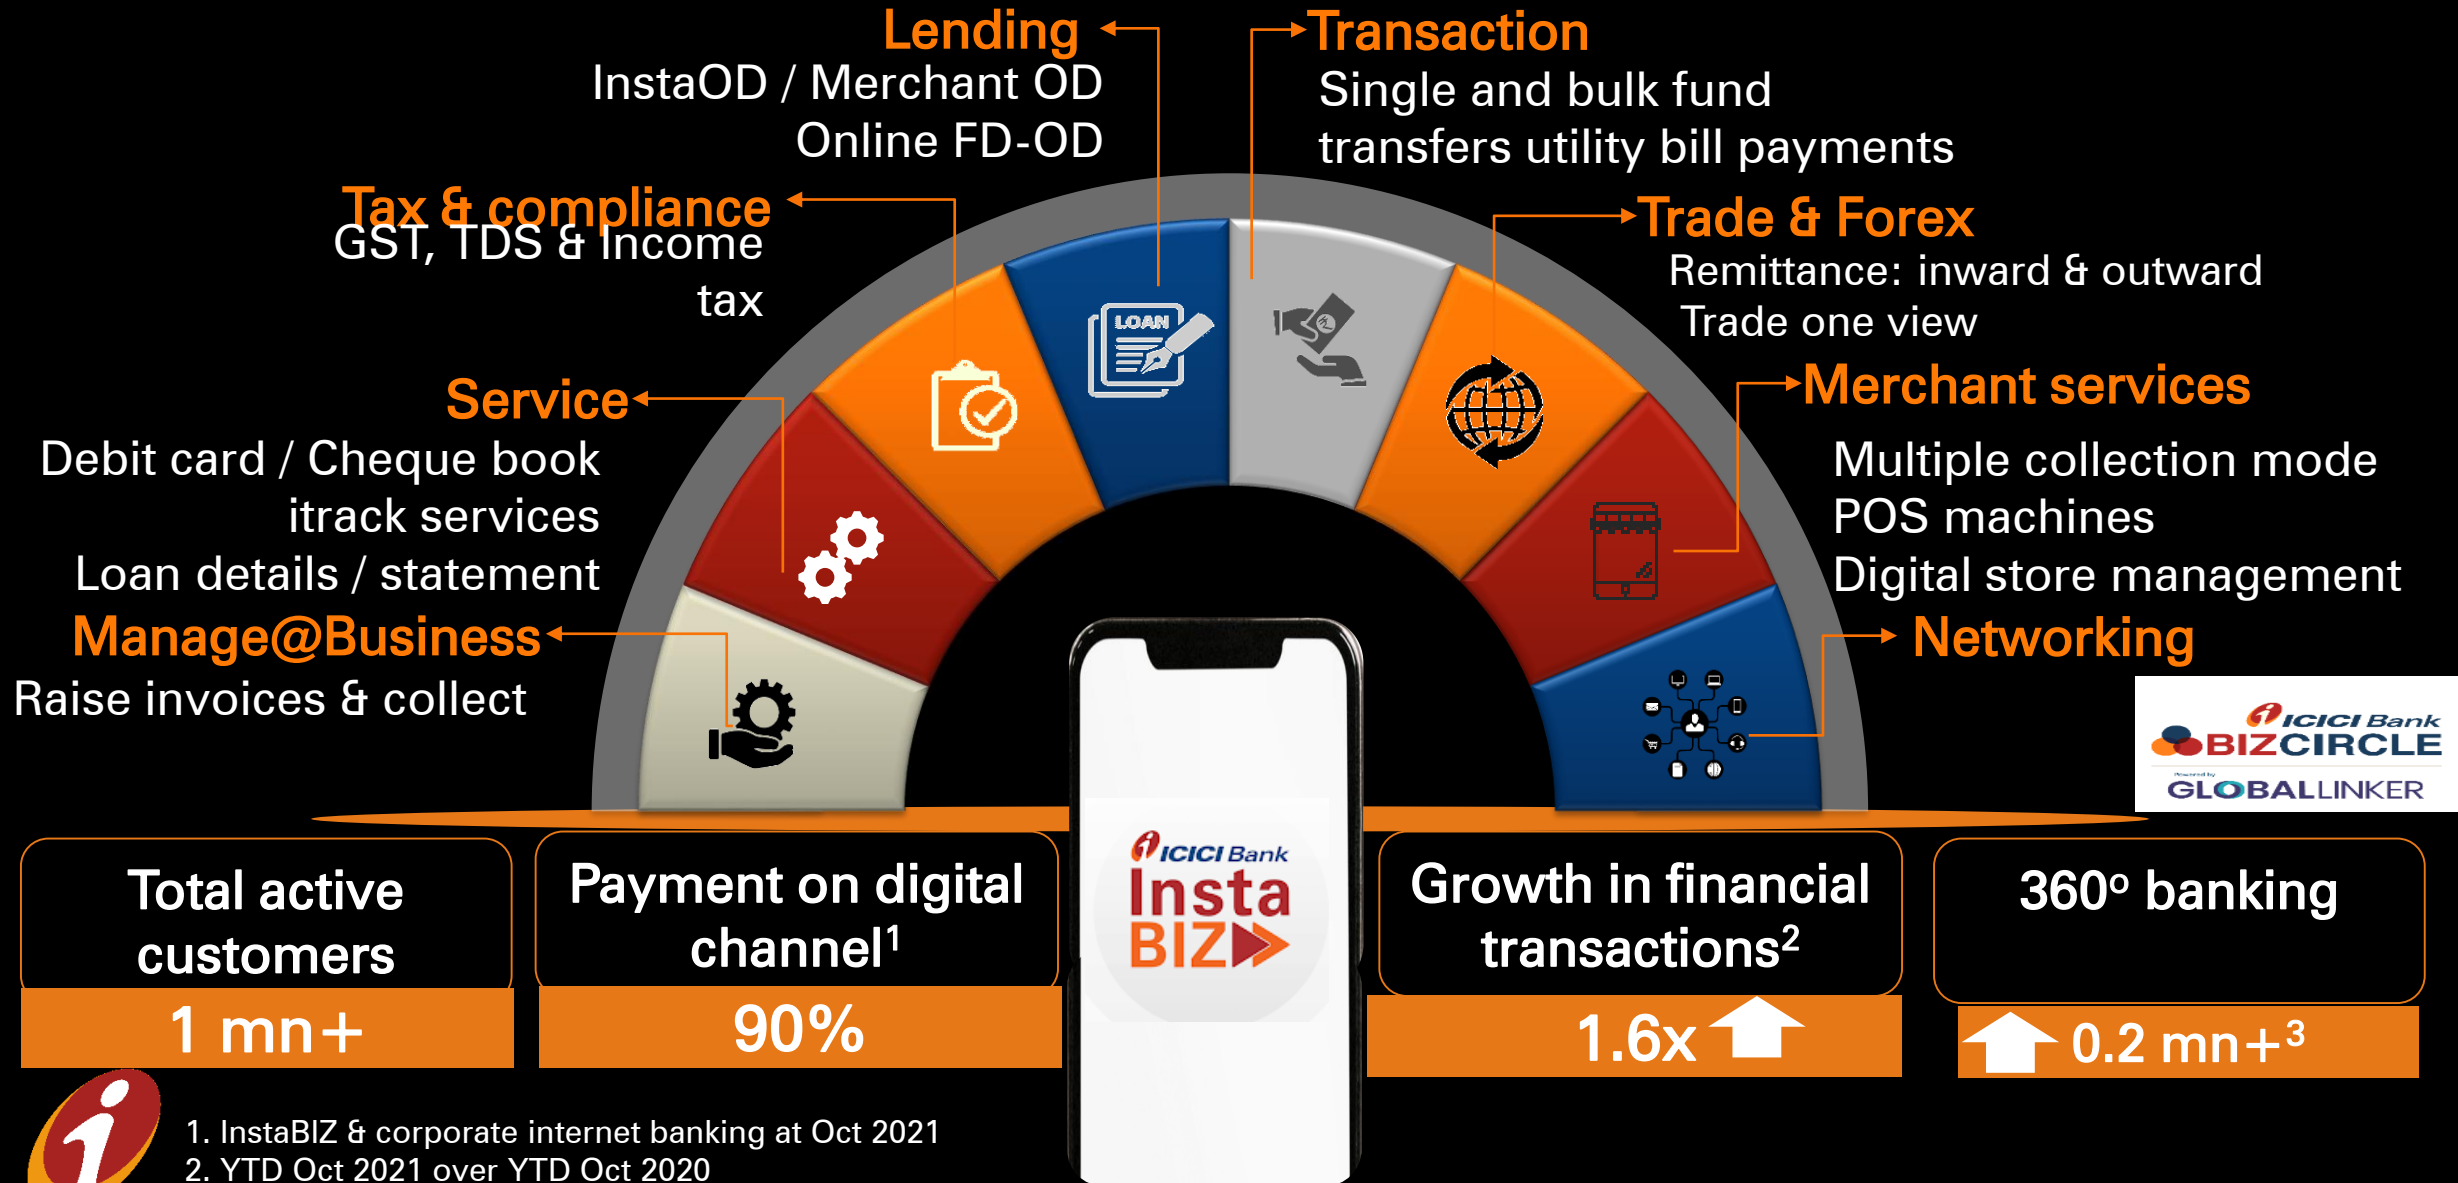 Lending
InstaOD / Merchant OD
Online FD-OD
Transaction
Single and bulk fund
transfers utility bill payments
Tax & compliance
GST, TDS & Income
tax
Trade & Forex
Remittance: inward & outward
Trade one view
Service
Debit card / Cheque book
itrack services
Loan details / statement
Merchant services
Multiple collection mode
POS machines
Digital store management
Manage@Business
Raise invoices & collect
Networking
LOAN
ICICI Bank
BIZCIRCLE
Powered by
GLOBALLINKER
ICICI Bank
Insta
BIZ
Total active
customers
1 mn+
Payment on digital
channel¹
90%
Growth in financial
transactions²
1.6x
360º banking
0.2 mn+³
1. InstaBIZ & corporate internet banking at Oct 2021
2. YTD Oct 2021 over YTD Oct 2020